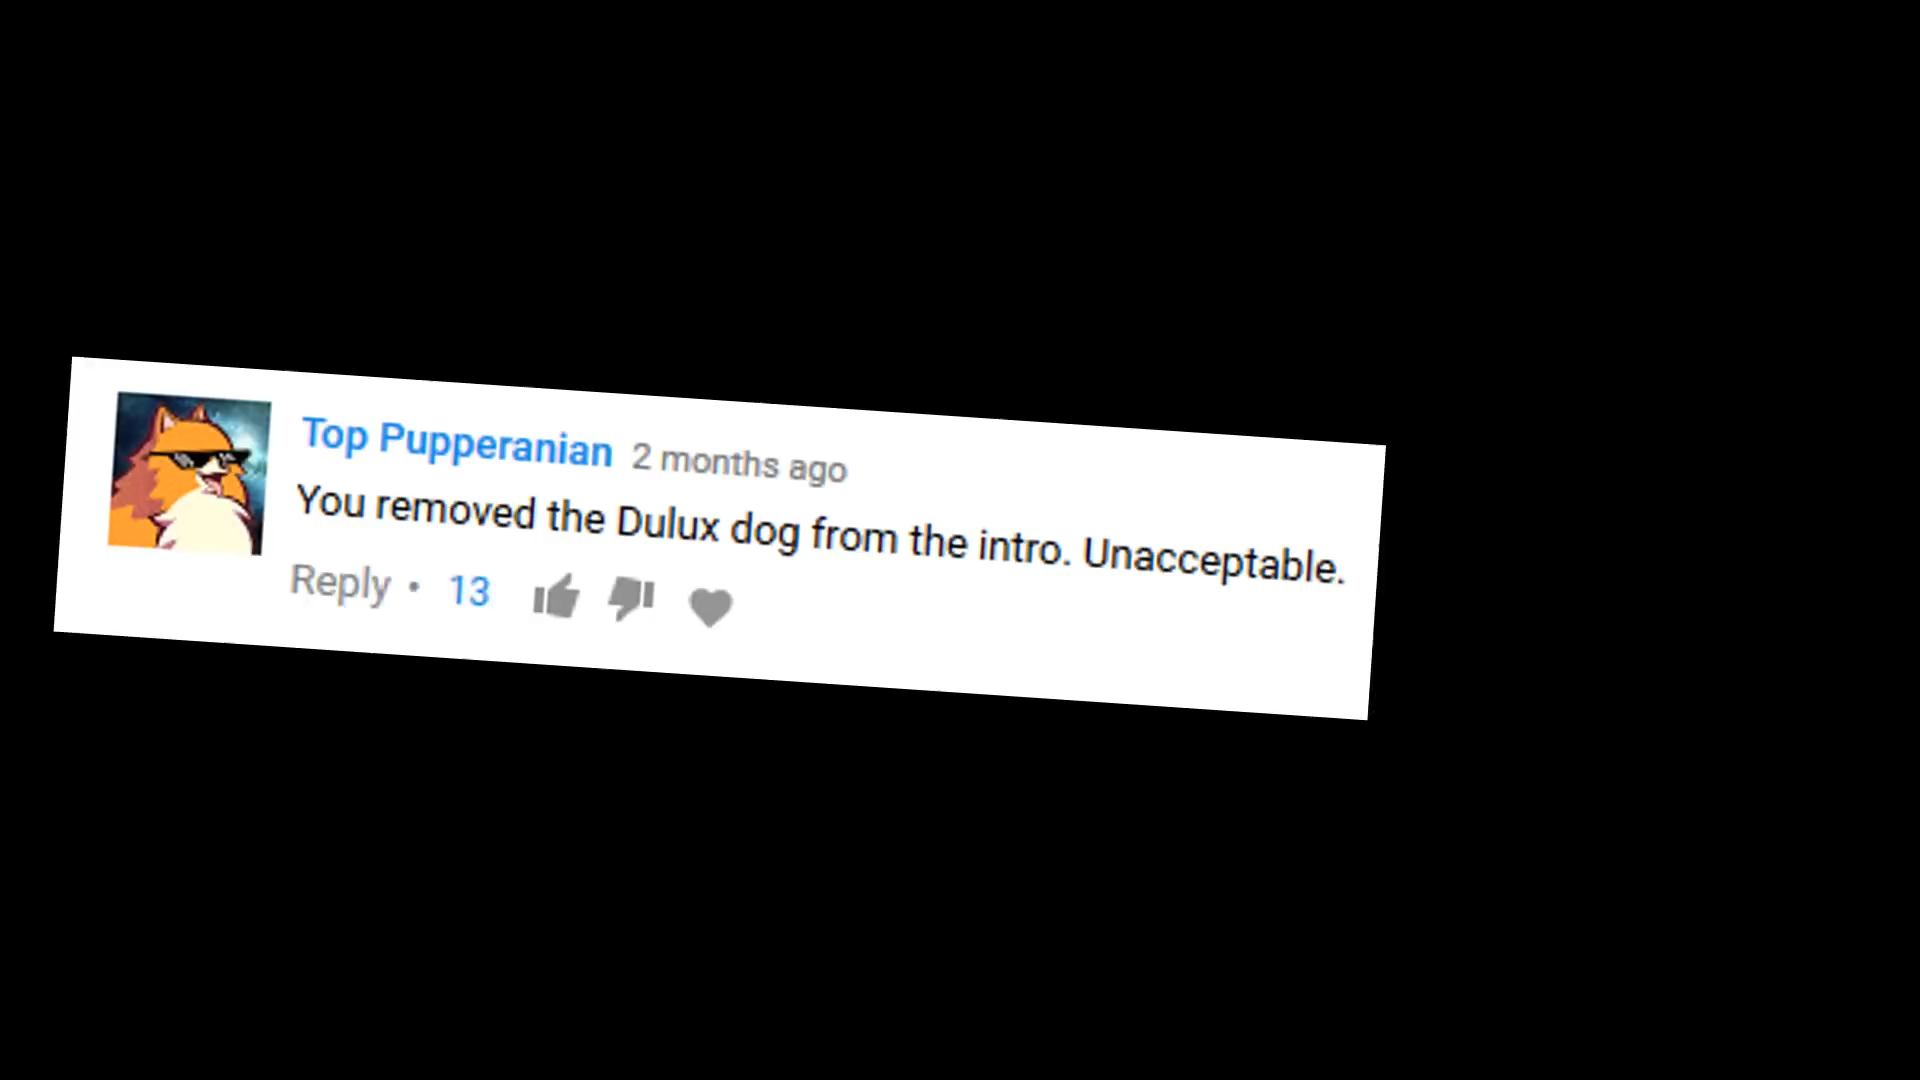 Top Pupperanian 2 months ago
You removed the Dulux dog from the intro. Unacceptable.
Reply • 13